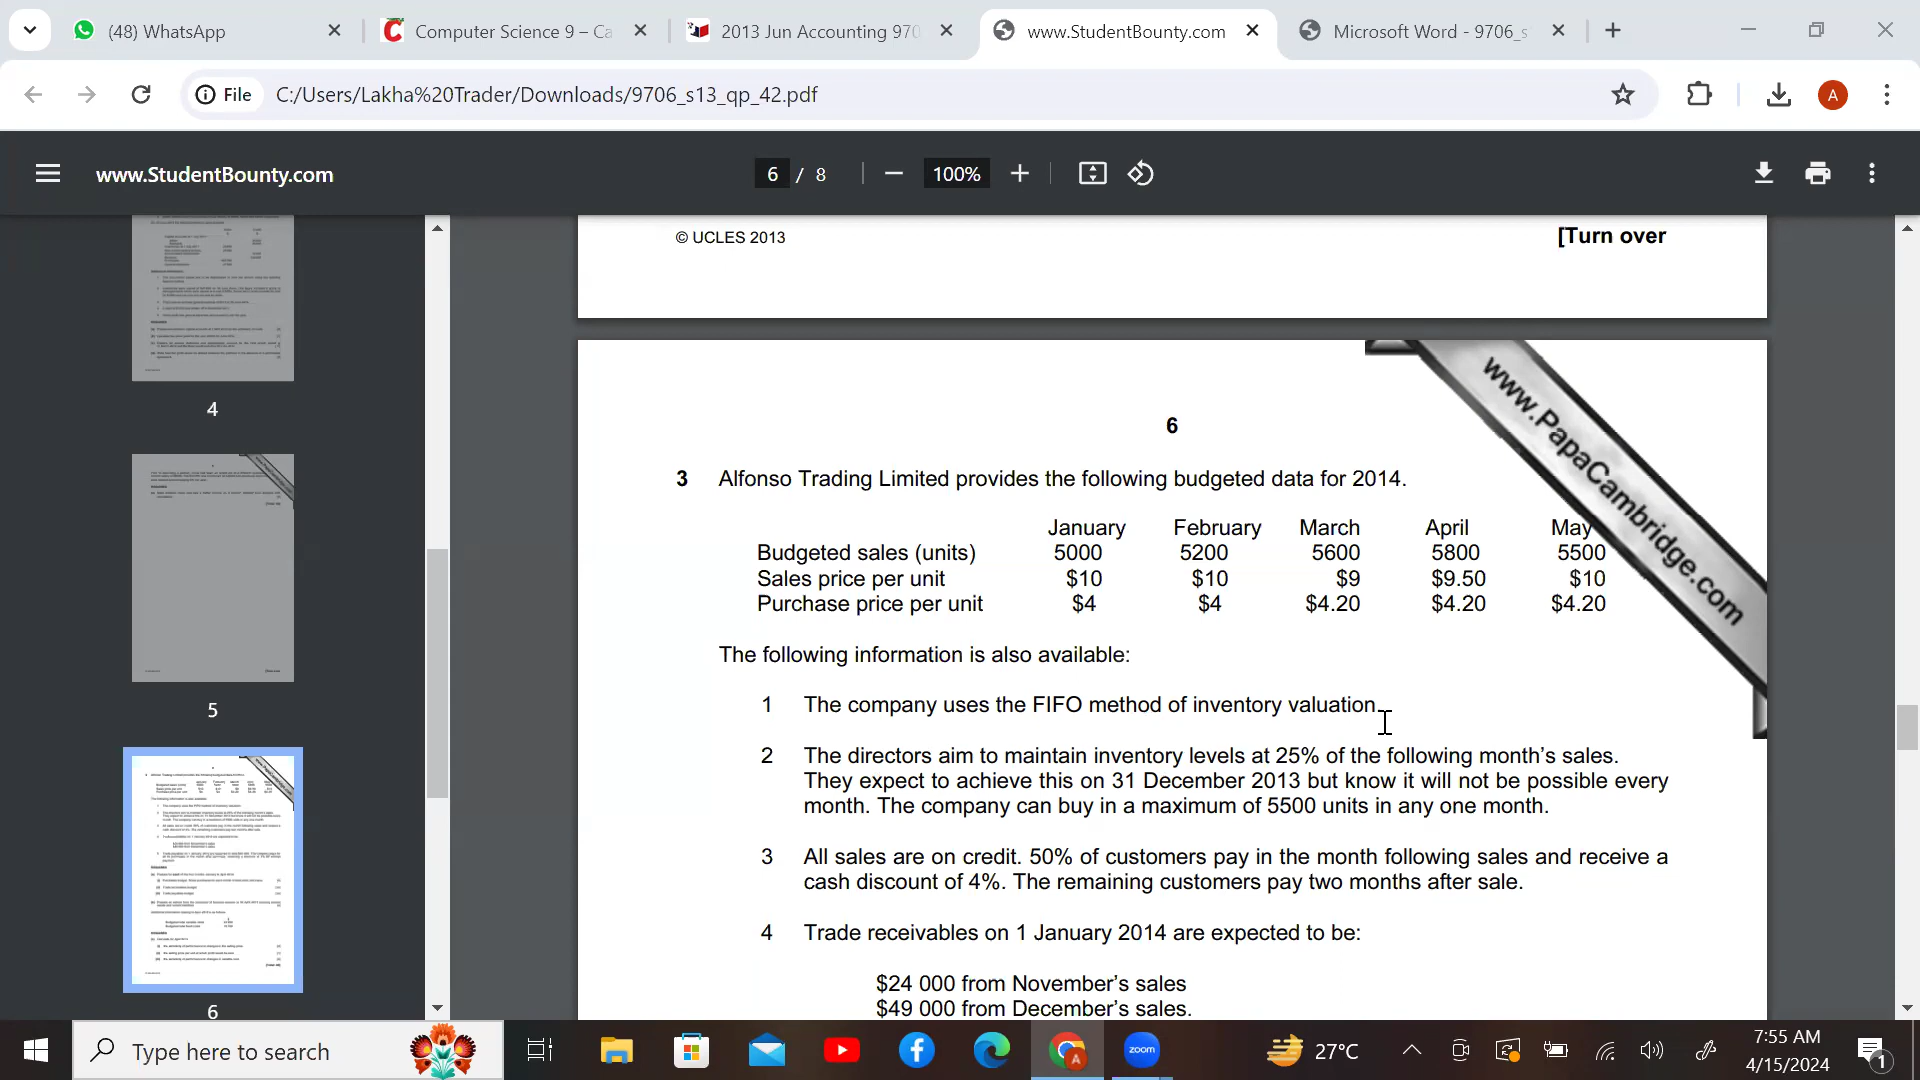 (48) WhatsApp
Computer Science 9 – Ca
2013 Jun Accounting 970
www.StudentBounty.com
Microsoft Word - 9706_s
File
C:/Users/Lakha%20Trader/Downloads/9706_s13_qp_42.pdf
A
www.StudentBounty.com
6 / 8
100%
4
5
6
© UCLES 2013
[Turn over
www.PapaCambridge.com
6
3 Alfonso Trading Limited provides the following budgeted data for 2014.
January February March April May
Budgeted sales (units) 5000 5200 5600 5800 5500
Sales price per unit $10 $10 $9 $9.50 $10
Purchase price per unit $4 $4 $4.20 $4.20 $4.20
The following information is also available:
1 The company uses the FIFO method of inventory valuation.
2 The directors aim to maintain inventory levels at 25% of the following month's sales.
They expect to achieve this on 31 December 2013 but know it will not be possible every
month. The company can buy in a maximum of 5500 units in any one month.
3 All sales are on credit. 50% of customers pay in the month following sales and receive a
cash discount of 4%. The remaining customers pay two months after sale.
4 Trade receivables on 1 January 2014 are expected to be:
$24 000 from November's sales
$49 000 from December's sales.
Type here to search
zoom
A
27°C
7:55 AM
4/15/2024
1